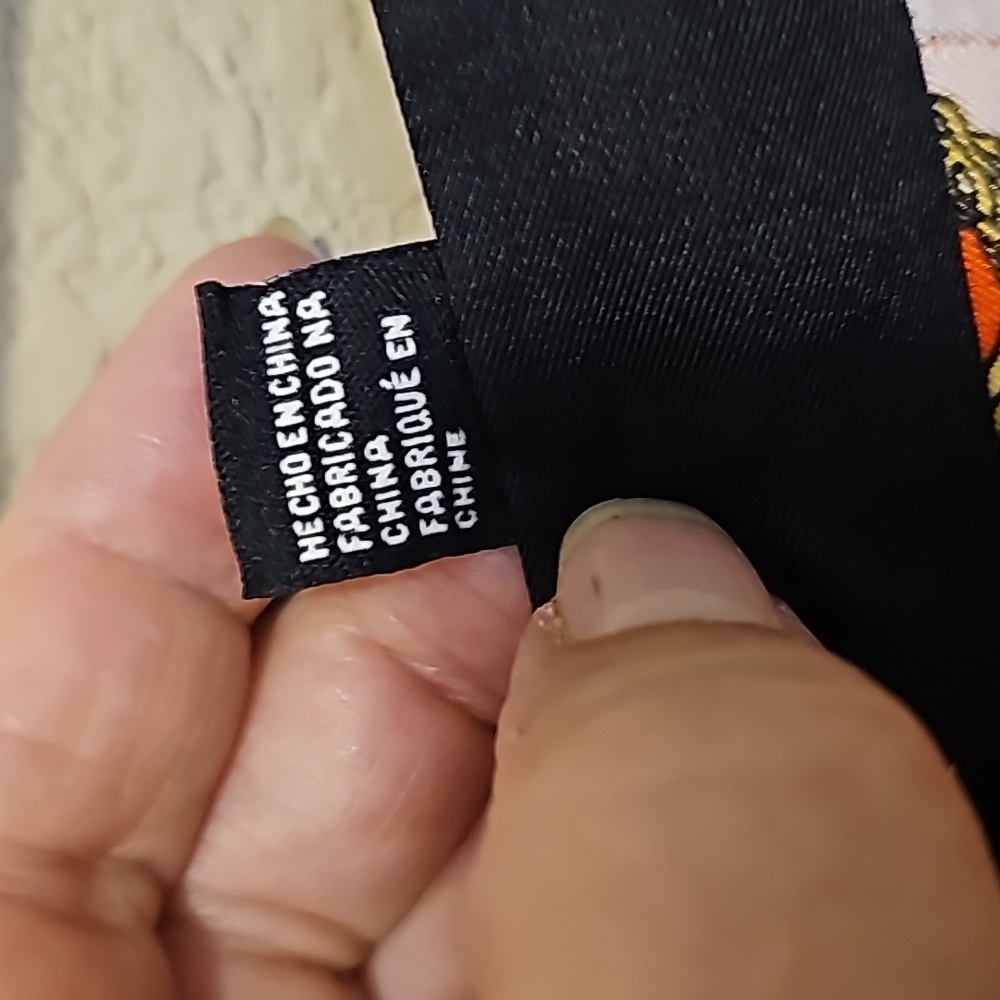 HECHO EN CHINA
FABRICADO NA
CHINA
FABRIQUÉ EN
CHINE